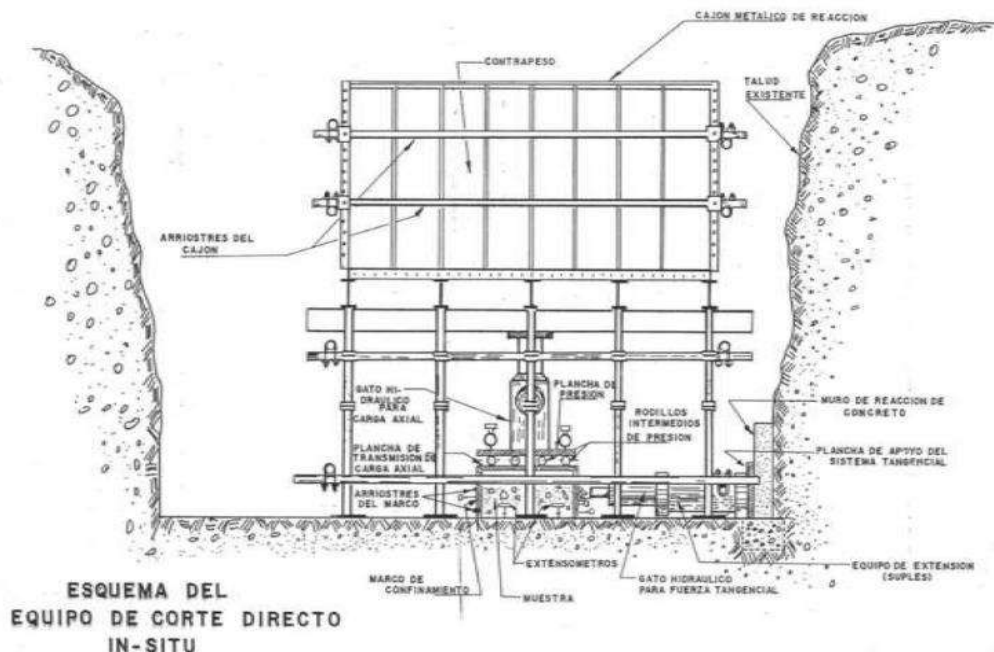 CAJON METALICO DE REACCION
CONTRAPESO
TALUD
EXISTENTE
ARRIOSTRES DEL
CAJON
GATO HI-
DRAULICO
PARA
CARGA AXIAL
PLANCHA DE
PRESION
RODILLOS
INTERMEDIOS
DE PRESION
MURO DE REACCION DE
CONCRETO
PLANCHA DE
TRANSMISION DE
CARGA AXIAL
PLANCHA DE APOYO DEL
SISTEMA TANGENCIAL
ARRIOSTRES
DEL MARCO
MARCO DE
CONFINAMIENTO
EXTENSOMETROS
MUESTRA
GATO HIDRAULICO
PARA FUERZA TANGENCIAL
EQUIPO DE EXTENSION
(SUPLES)
ESQUEMA DEL
EQUIPO DE CORTE DIRECTO
IN-SITU